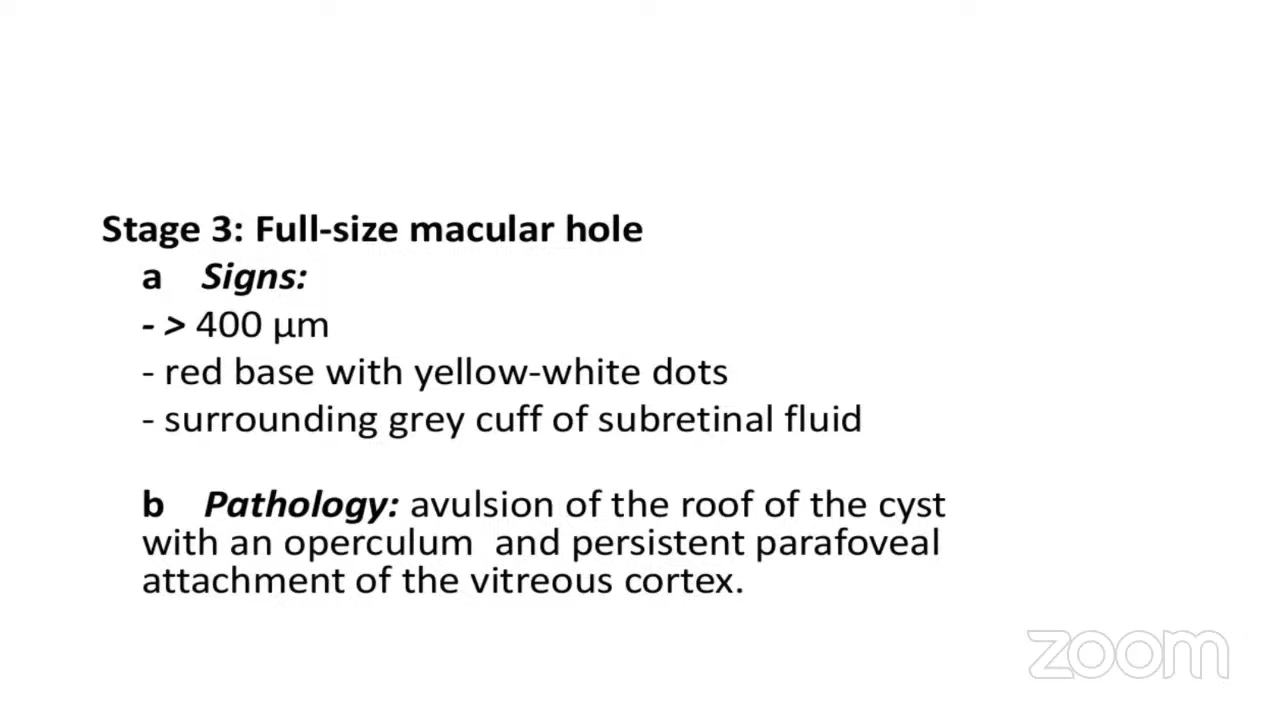 Stage 3: Full-size macular hole
a Signs:
- > 400 µm
- red base with yellow-white dots
- surrounding grey cuff of subretinal fluid
b Pathology: avulsion of the roof of the cyst
with an operculum and persistent parafoveal
attachment of the vitreous cortex.
zoom